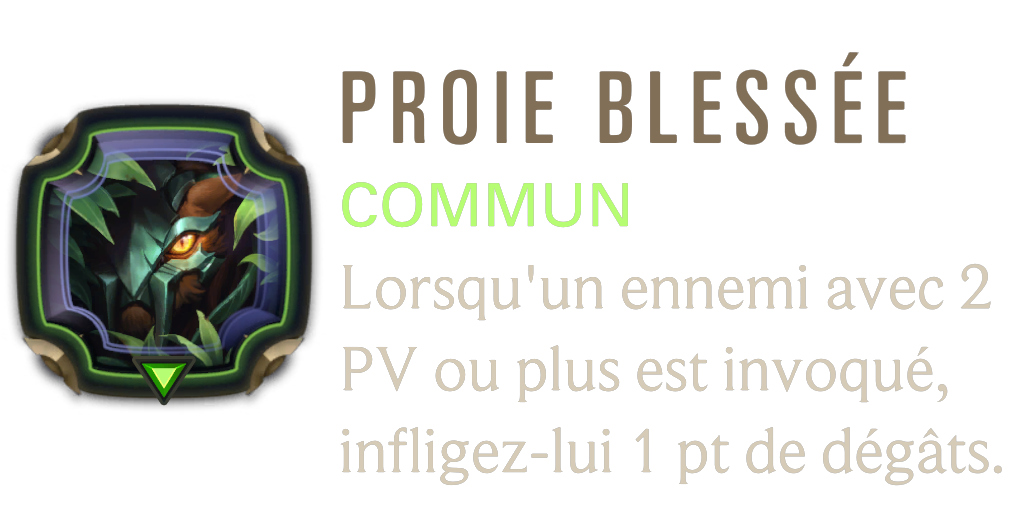 PROIE BLESSÉE
COMMUN
Lorsqu'un ennemi avec 2
PV ou plus est invoqué,
infligez-lui 1 pt de dégâts.